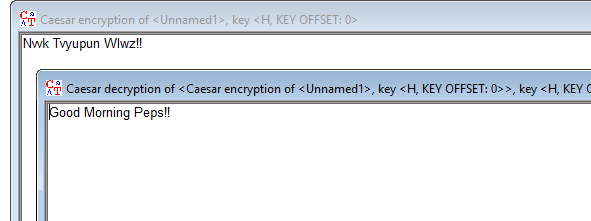 Caesar encryption of <Unnamed1>, key <H, KEY OFFSET: 0>
Nwk Tvyupun Wlwz!!
Caesar decryption of <Caesar encryption of <Unnamed1>, key <H, KEY OFFSET: 0>>, key <H, KEY O
Good Morning Peps!!